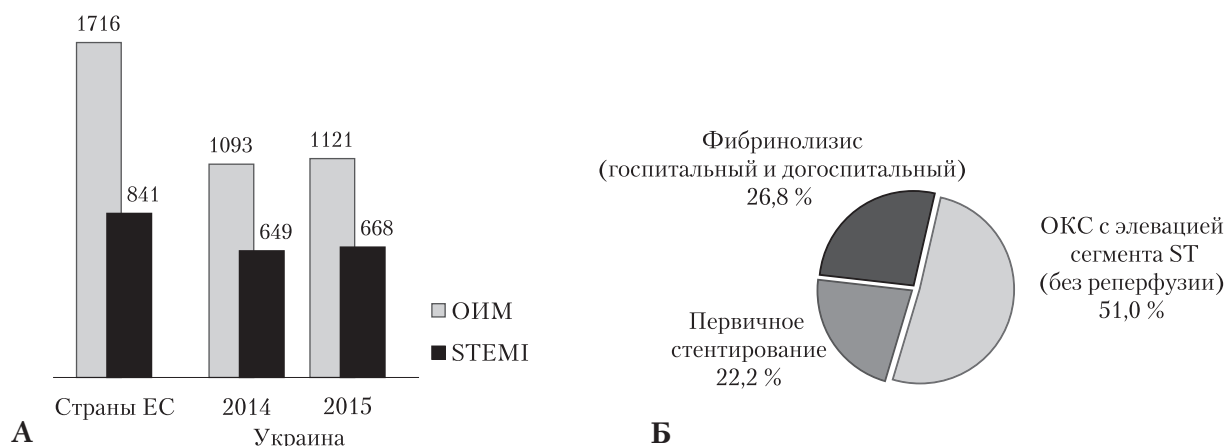 1716
841
1093
649
1121
668
ОИМ
STEMI
Страны ЕС
2014
2015
Украина
А
Фибринолизис
(госпитальный и догоспитальный)
26,8 %
ОКС с элевацией
сегмента ST
(без реперфузии)
51,0 %
Первичное
стентирование
22,2 %
Б